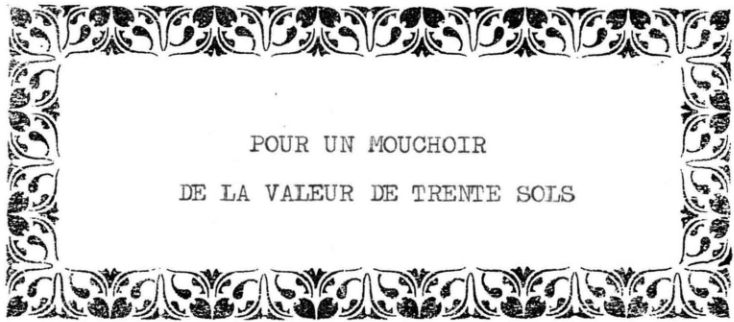 POUR UN MOUCHOIR
DE LA VALEUR DE TRENTE SOLS